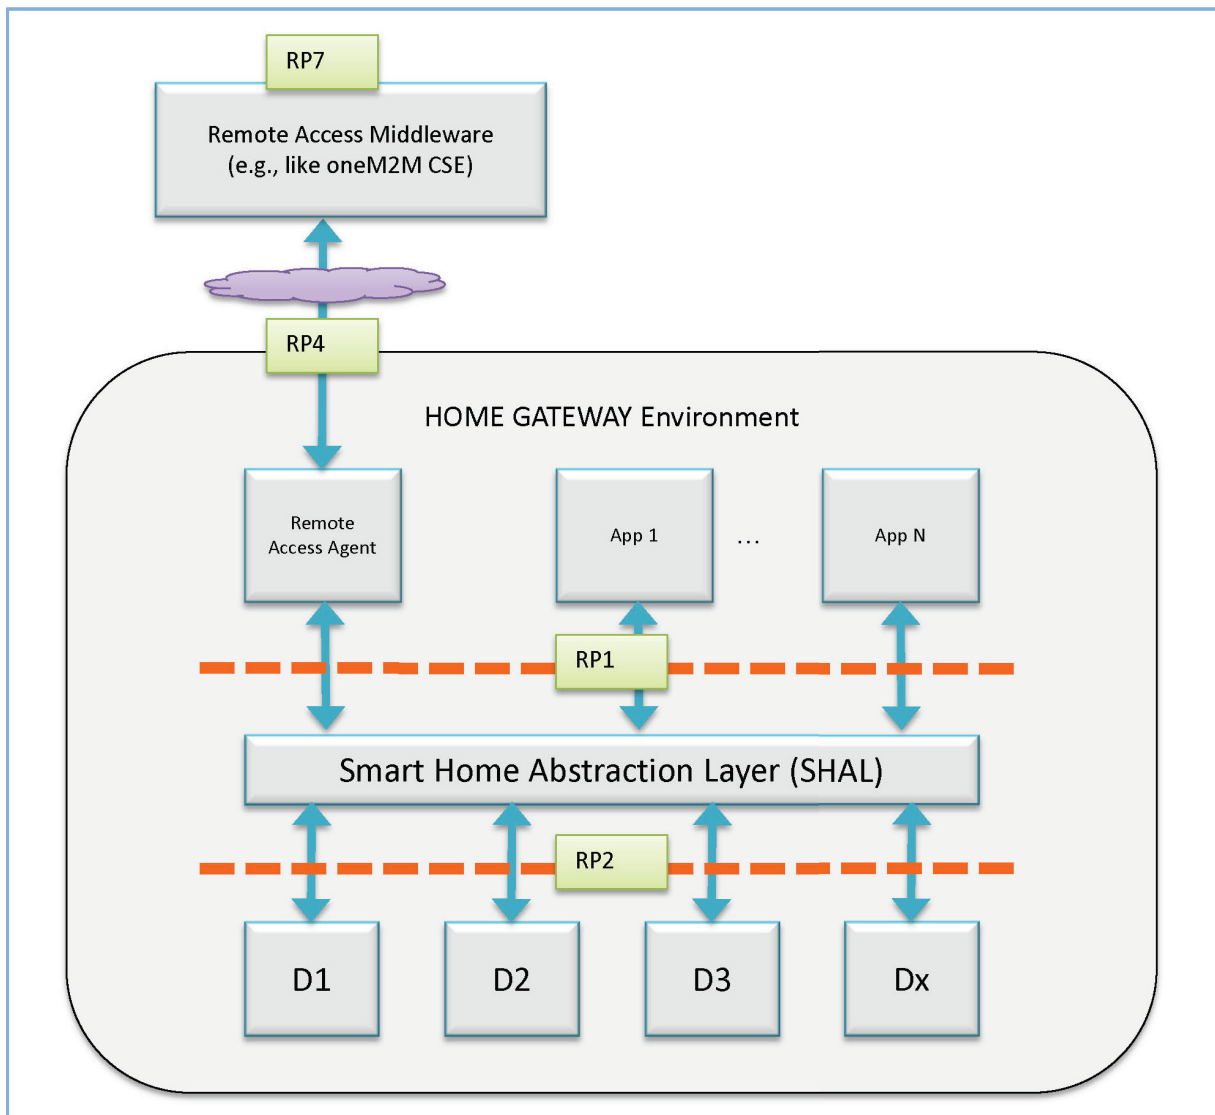 RP7
Remote Access Middleware
(e.g., like oneM2M CSE)
RP4
HOME GATEWAY Environment
Remote
Access Agent
App 1
...
App N
RP1
Smart Home Abstraction Layer (SHAL)
RP2
D1
D2
D3
Dx